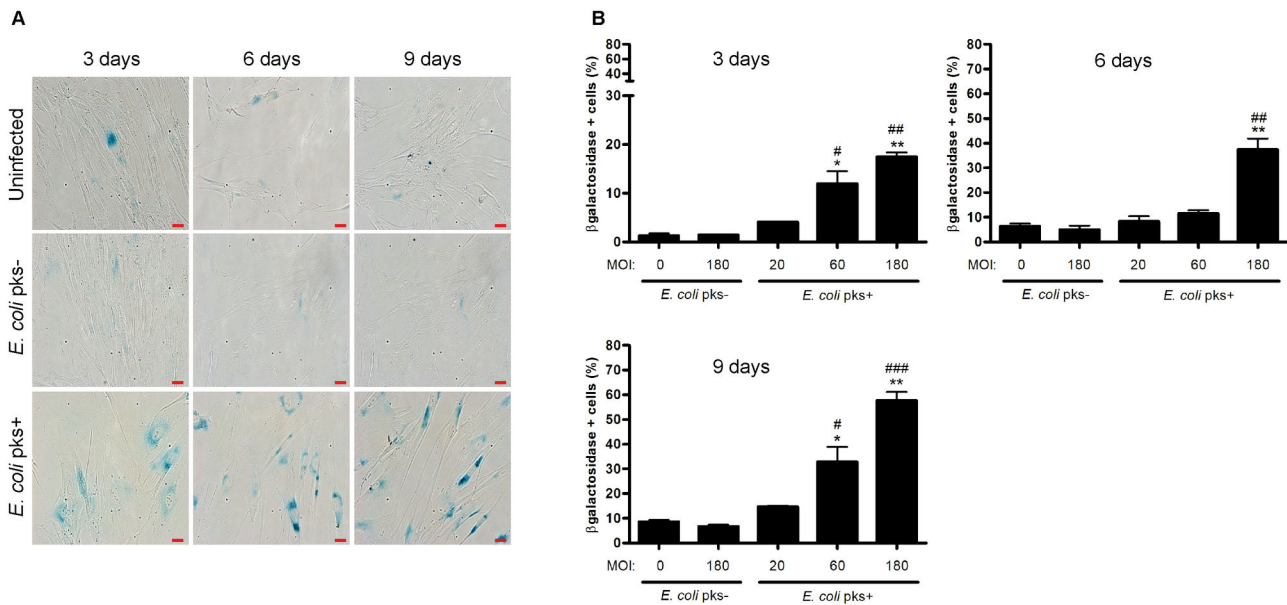 A
3 days 6 days 9 days
Uninfected
E. coli pks-
E. coli pks+
B
3 days
βgalactosidase + cells (%)
80
60
40
30
20
10
0
#
*
##
**
MOI: 0 180 20 60 180
E. coli pks- E. coli pks+
6 days
βgalactosidase + cells (%)
80
70
60
50
40
30
20
10
0
##
**
MOI: 0 180 20 60 180
E. coli pks- E. coli pks+
9 days
βgalactosidase + cells (%)
80
70
60
50
40
30
20
10
0
#
*
###
**
MOI: 0 180 20 60 180
E. coli pks- E. coli pks+